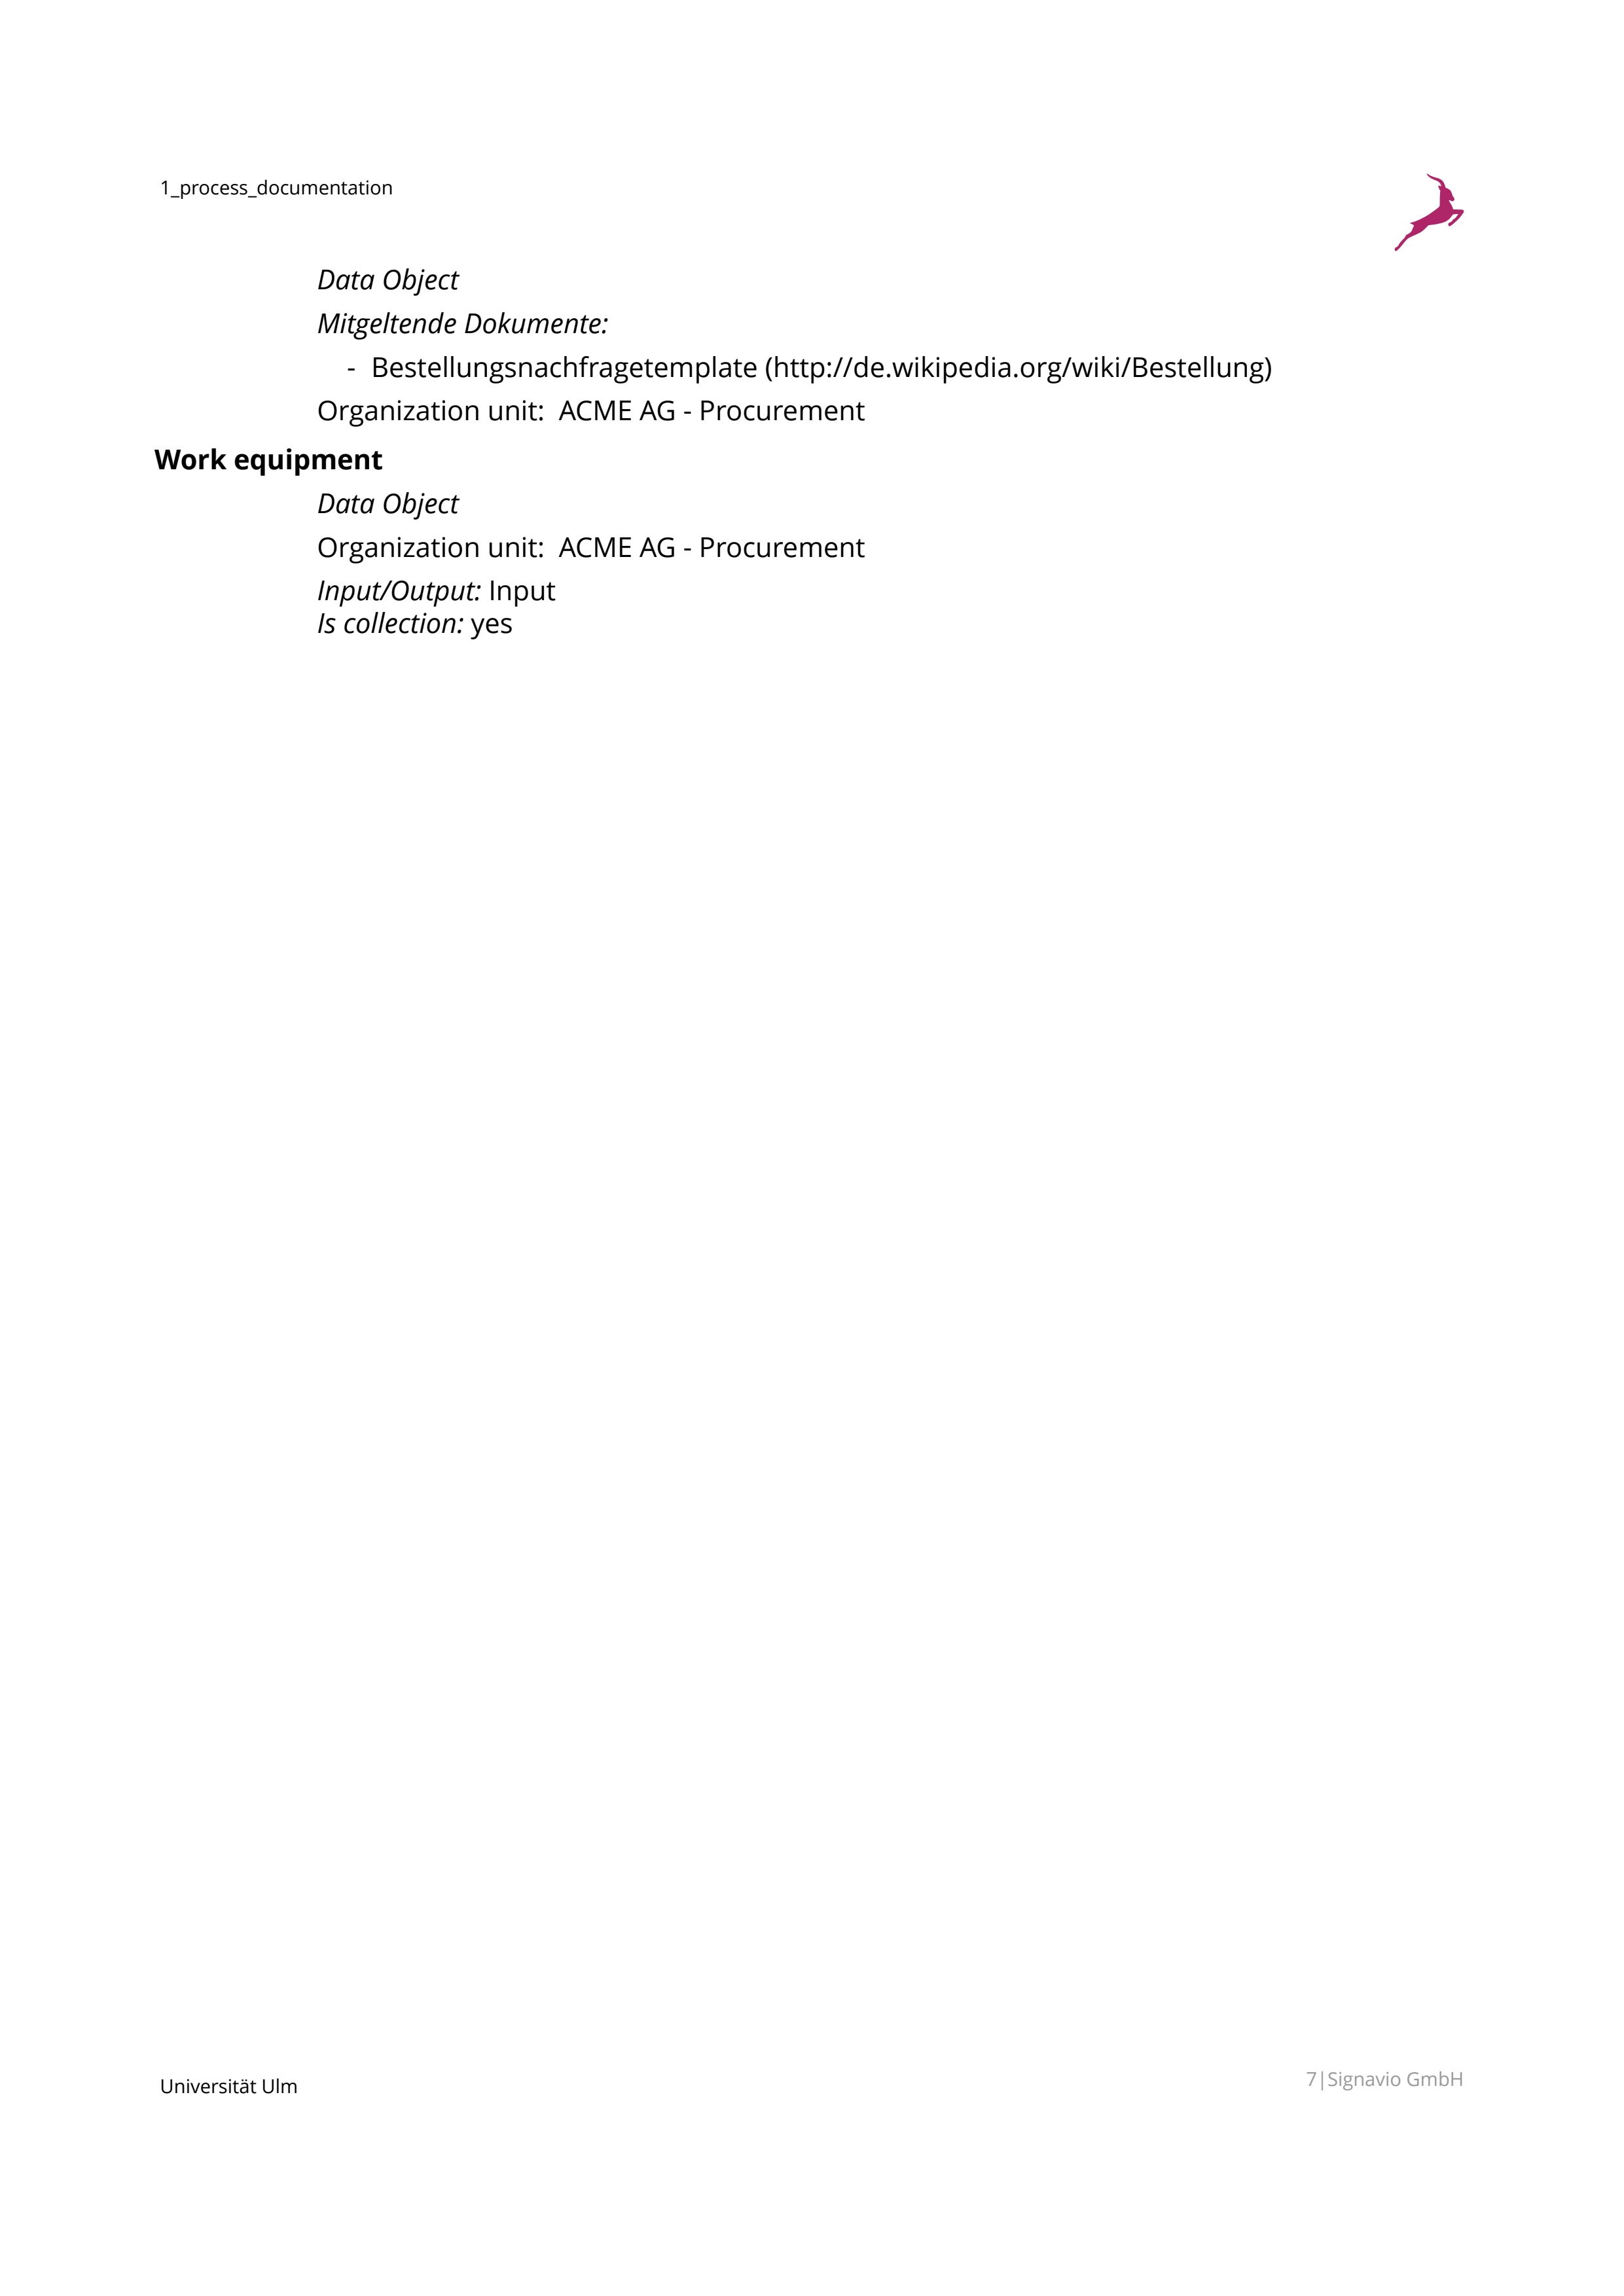 1_process_documentation
Data Object
Mitgeltende Dokumente:
- Bestellungsnachfragetemplate (http://de.wikipedia.org/wiki/Bestellung)
Organization unit: ACME AG - Procurement
Work equipment
Data Object
Organization unit: ACME AG - Procurement
Input/Output: Input
Is collection: yes
Universität Ulm
7|Signavio GmbH